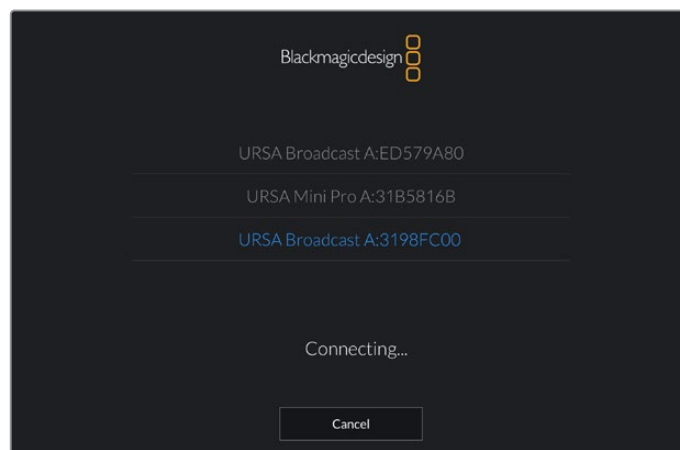 Blackmagicdesign
URSA Broadcast A:ED579A80
URSA Mini Pro A:31B5816B
URSA Broadcast A:3198FC00
Connecting...
Cancel